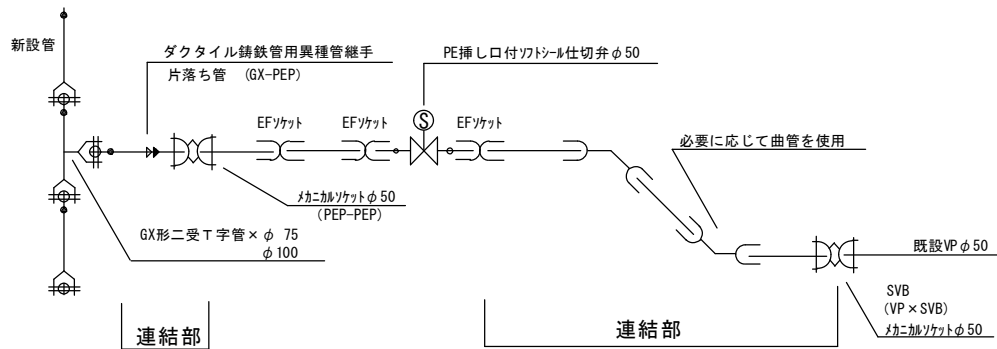 新設管
ダクタイル鋳鉄管用異種管継手
片落ち管 (GX-PEP)
PE挿し口付ｿﾌﾄｼｰﾙ仕切弁φ50
S
EFｿｹｯﾄ
EFｿｹｯﾄ
EFｿｹｯﾄ
必要に応じて曲管を使用
ﾒｶﾆｶﾙｿｹｯﾄφ50
(PEP-PEP)
GX形二受T字管×φ 75
φ100
既設VPφ50
SVB
(VP×SVB)
ﾒｶﾆｶﾙｿｹｯﾄφ50
連結部
連結部